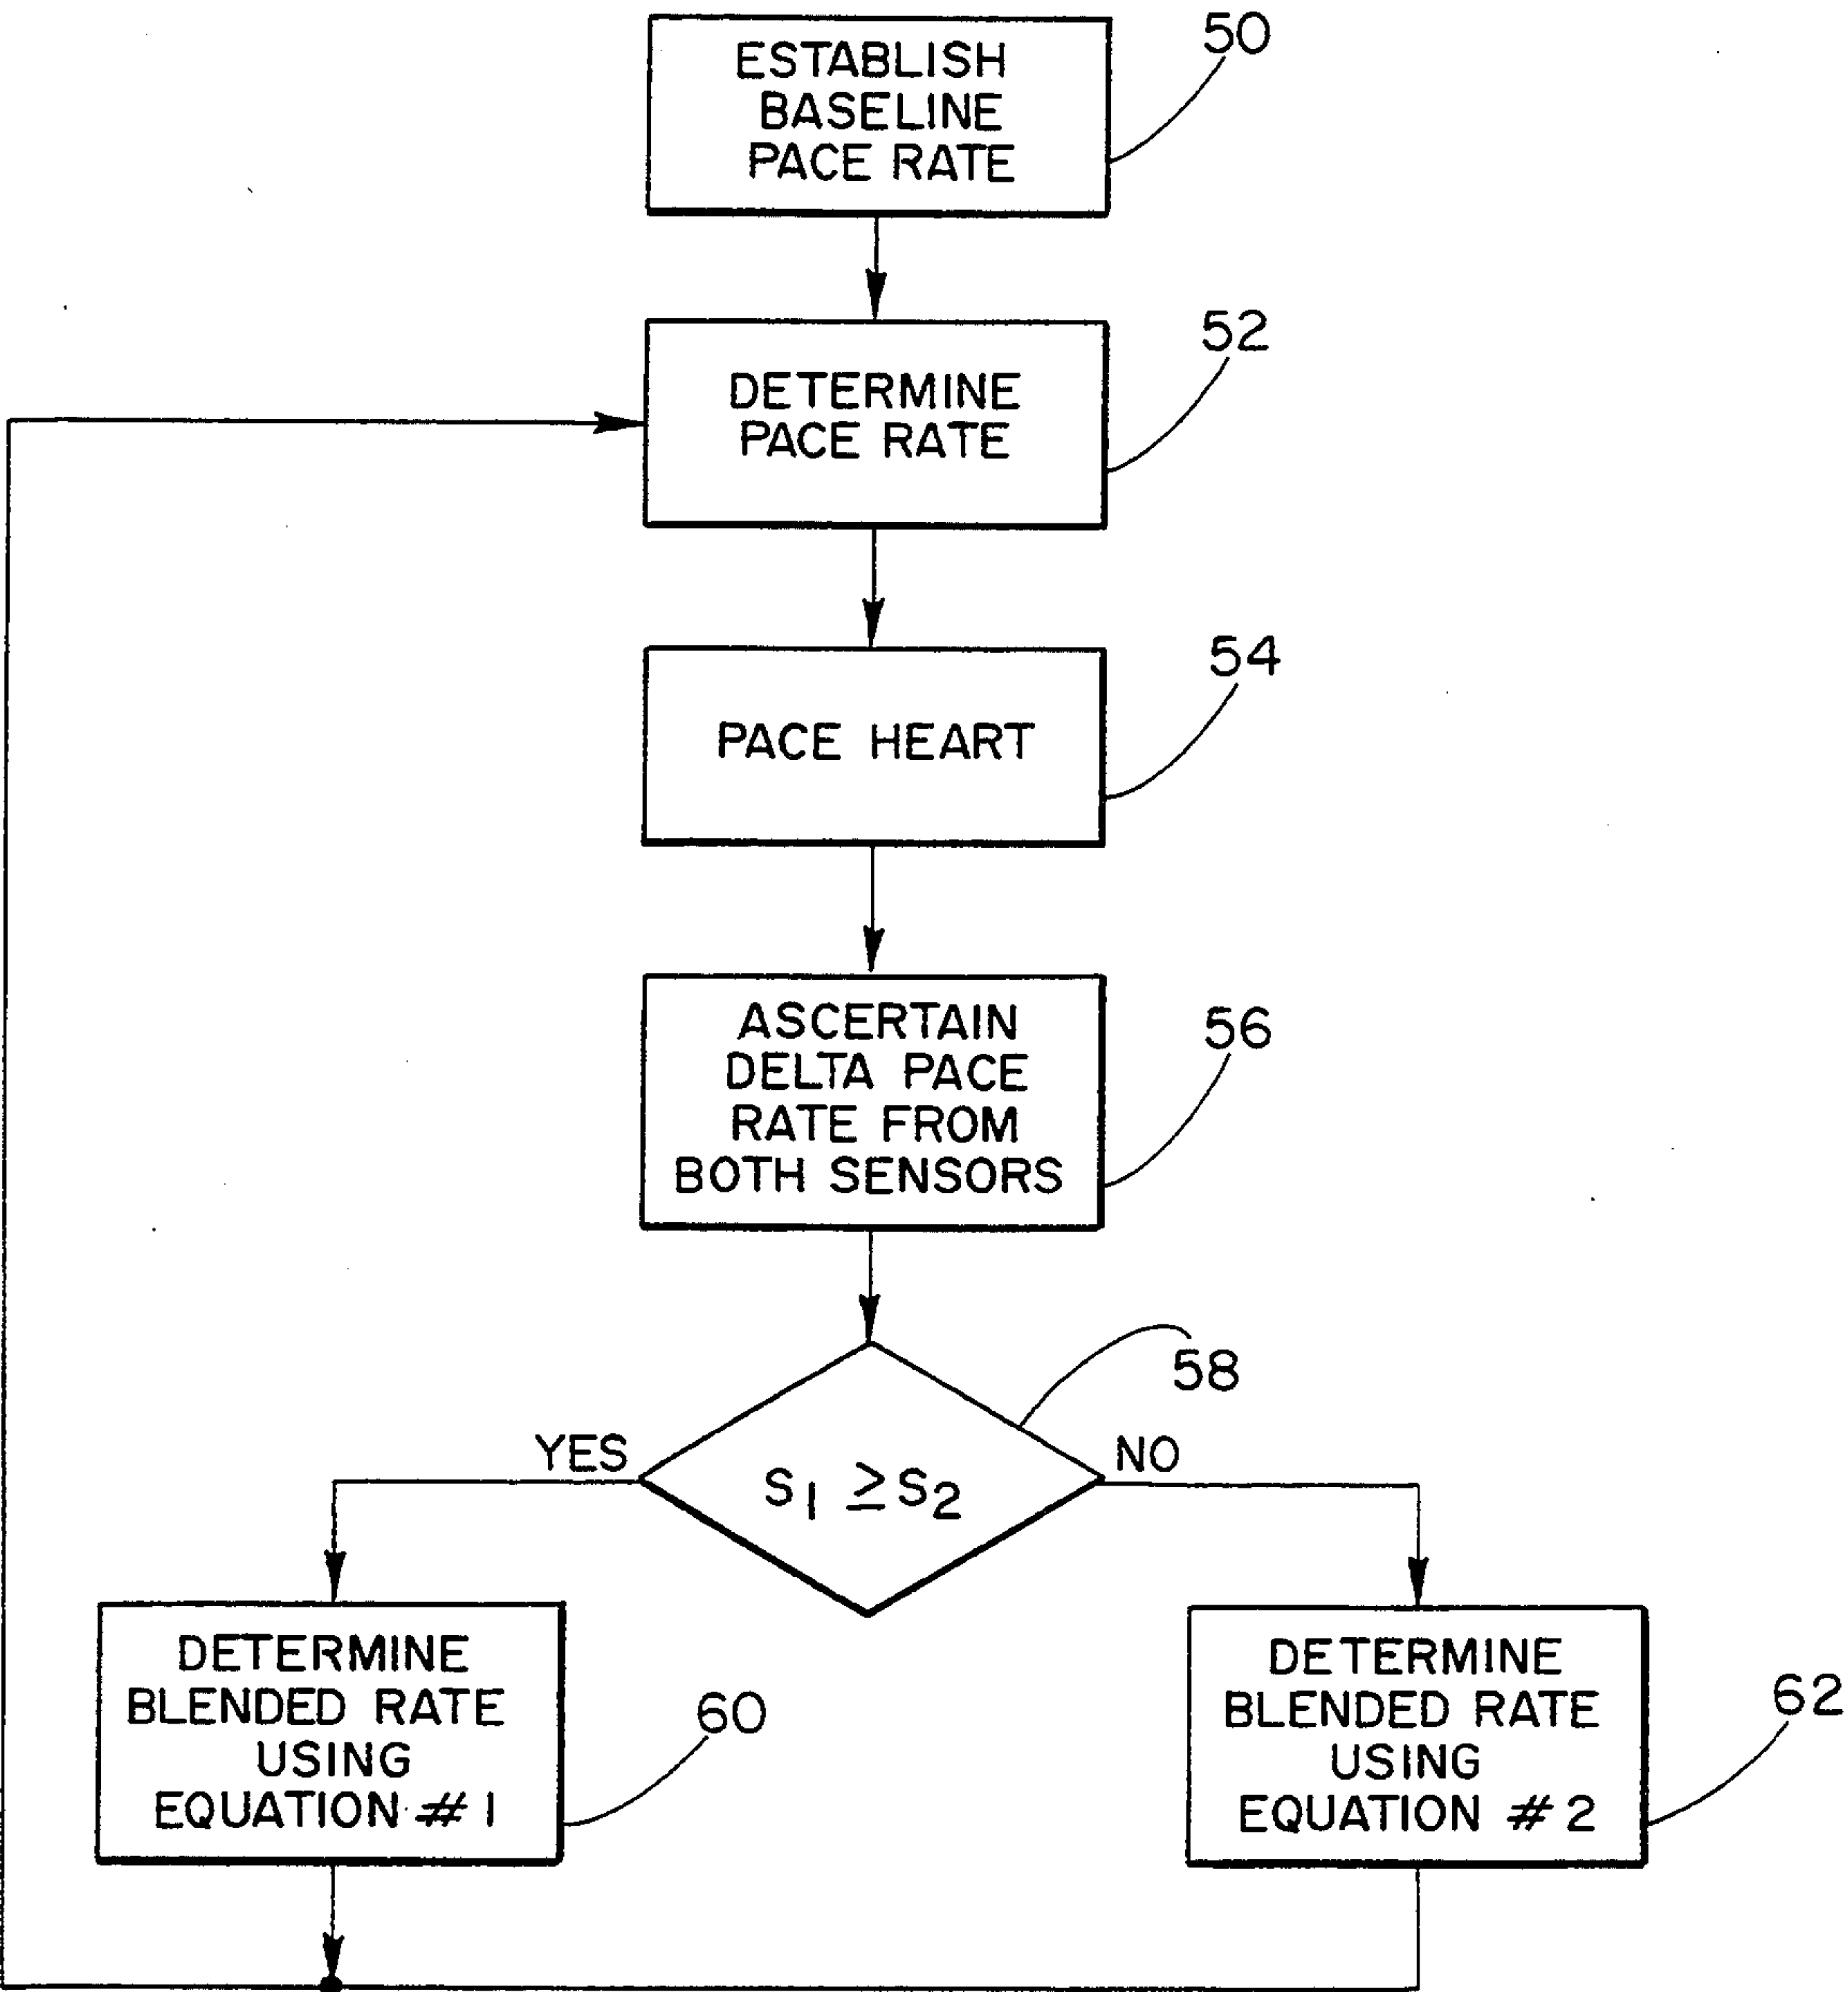 ESTABLISH
BASELINE
PACE RATE
50
DETERMINE
PACE RATE
52
PACE HEART
54
ASCERTAIN
DELTA PACE
RATE FROM
BOTH SENSORS
56
58
YES
S1 ≥ S2
NO
DETERMINE
BLENDED RATE
USING
EQUATION #1
60
DETERMINE
BLENDED RATE
USING
EQUATION #2
62